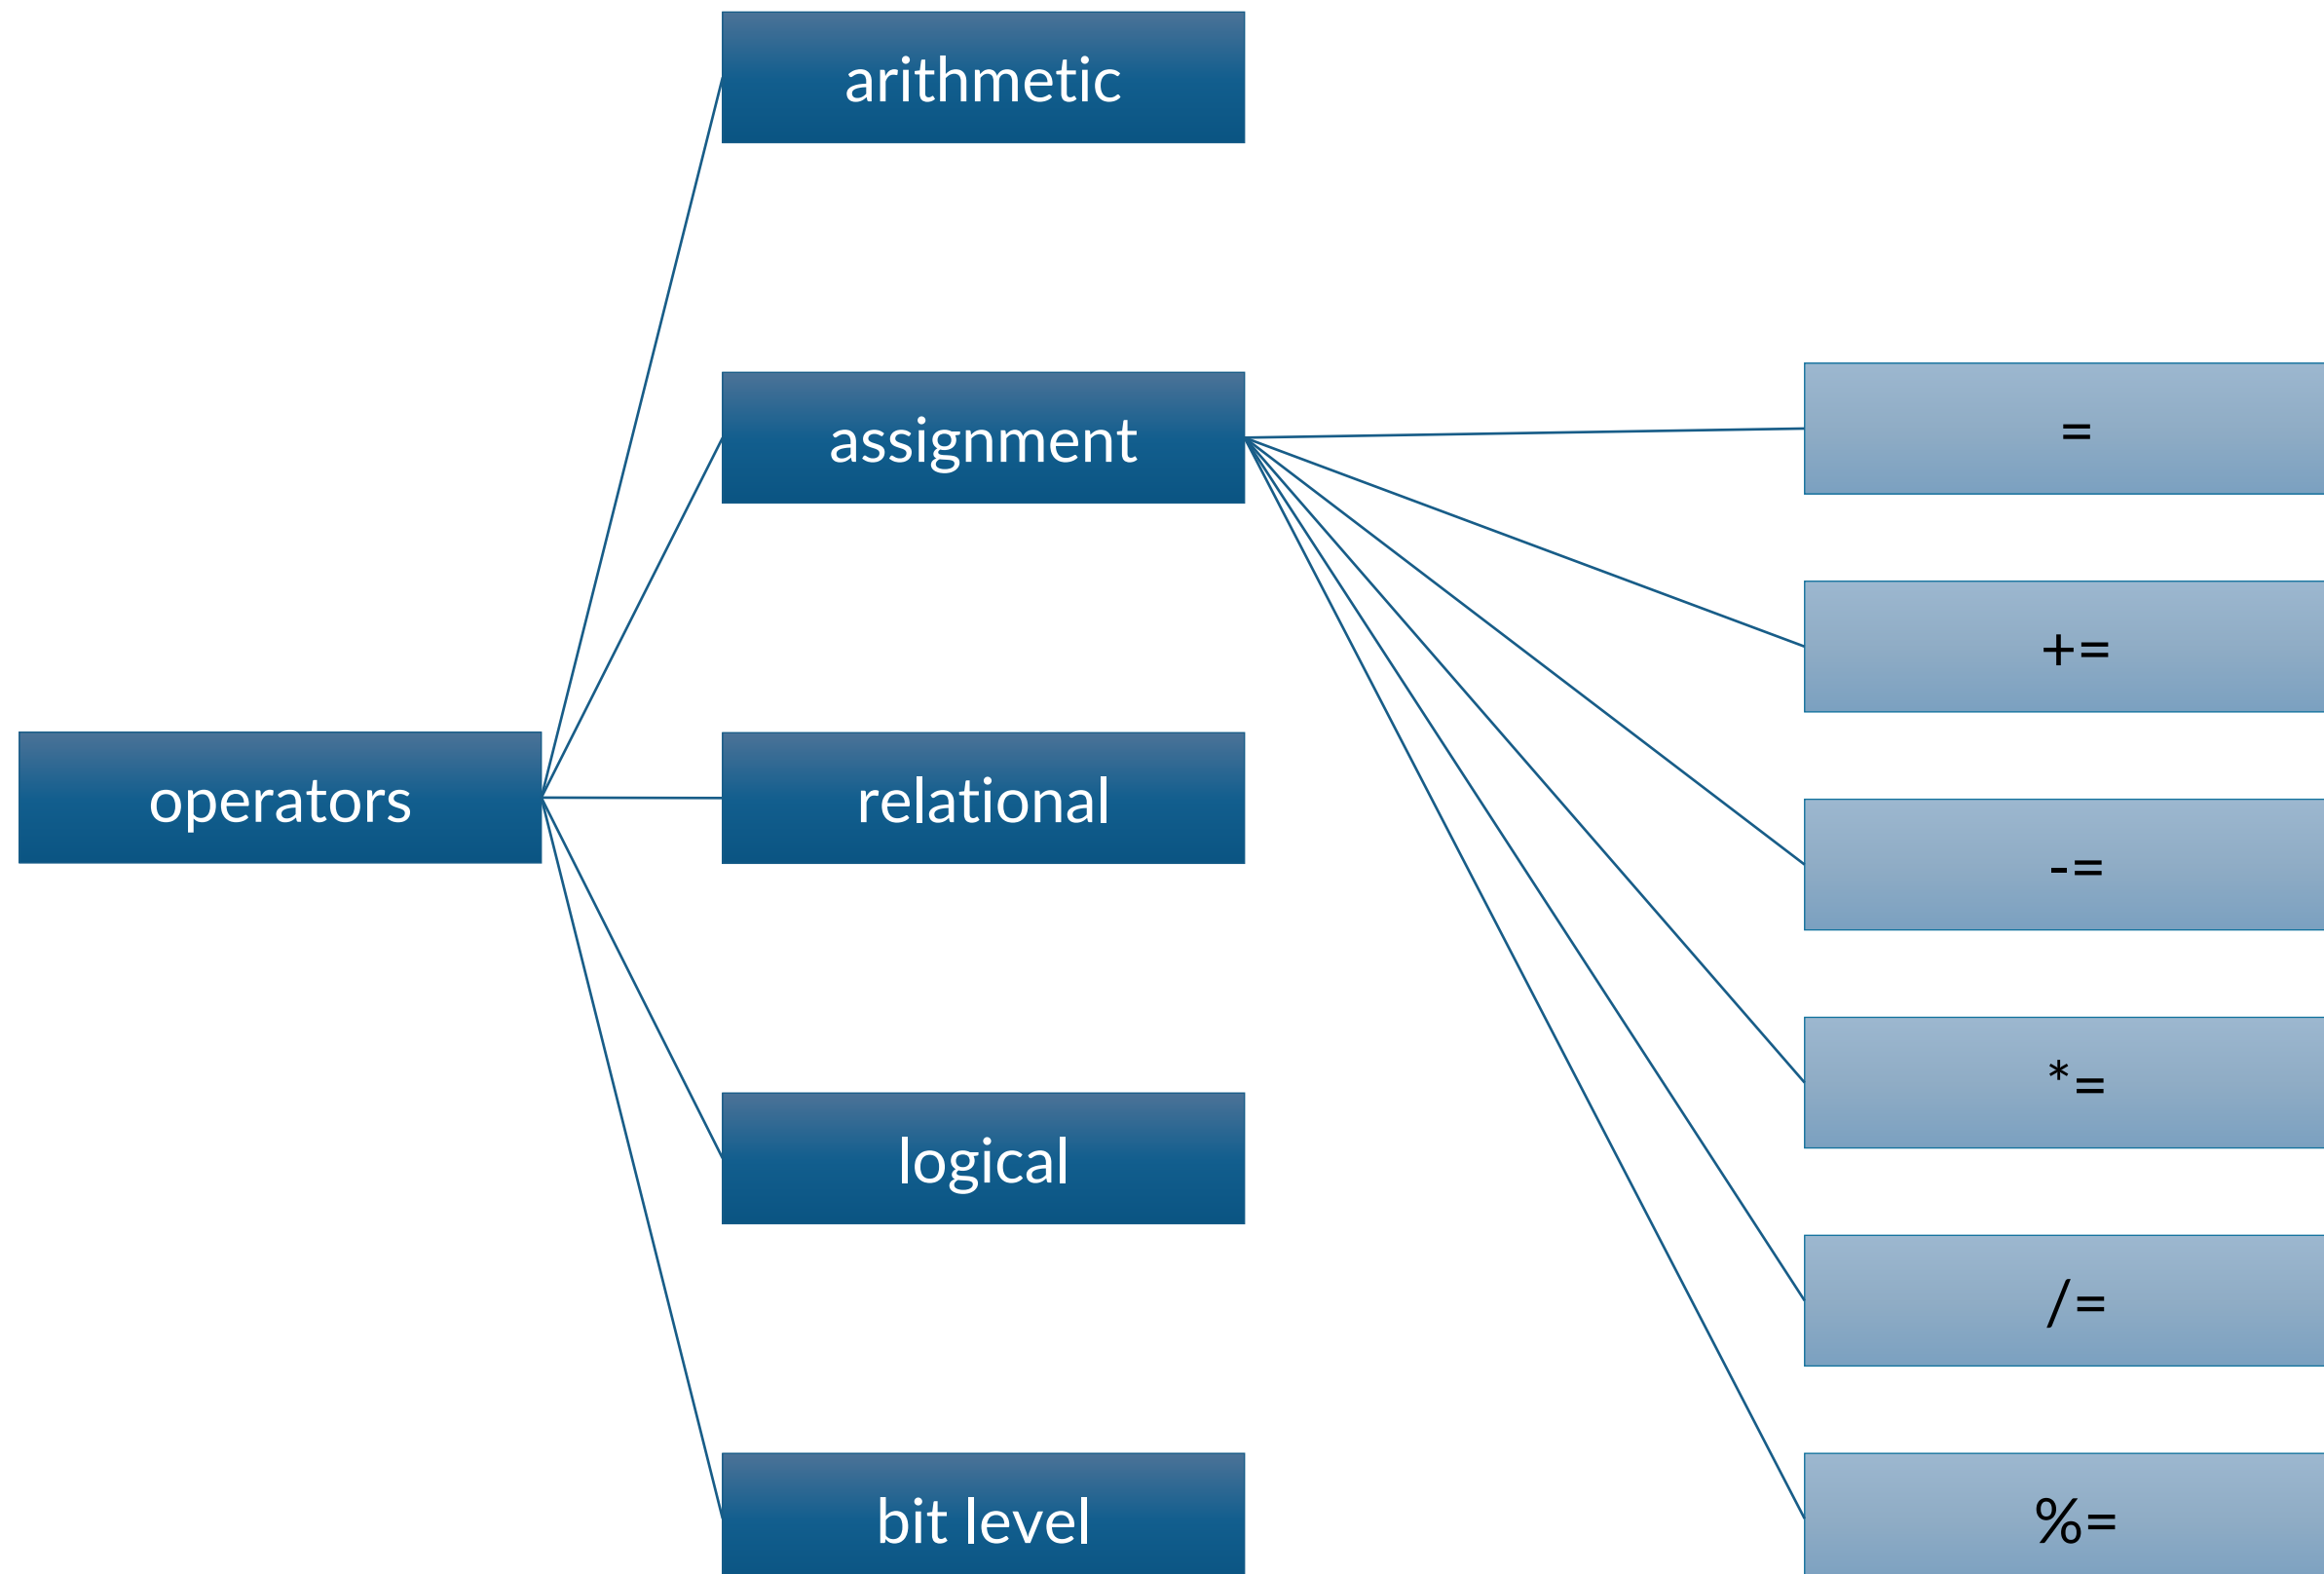 operators
arithmetic
assignment
relational
logical
bit level
=
+=
-=
*=
/=
%=